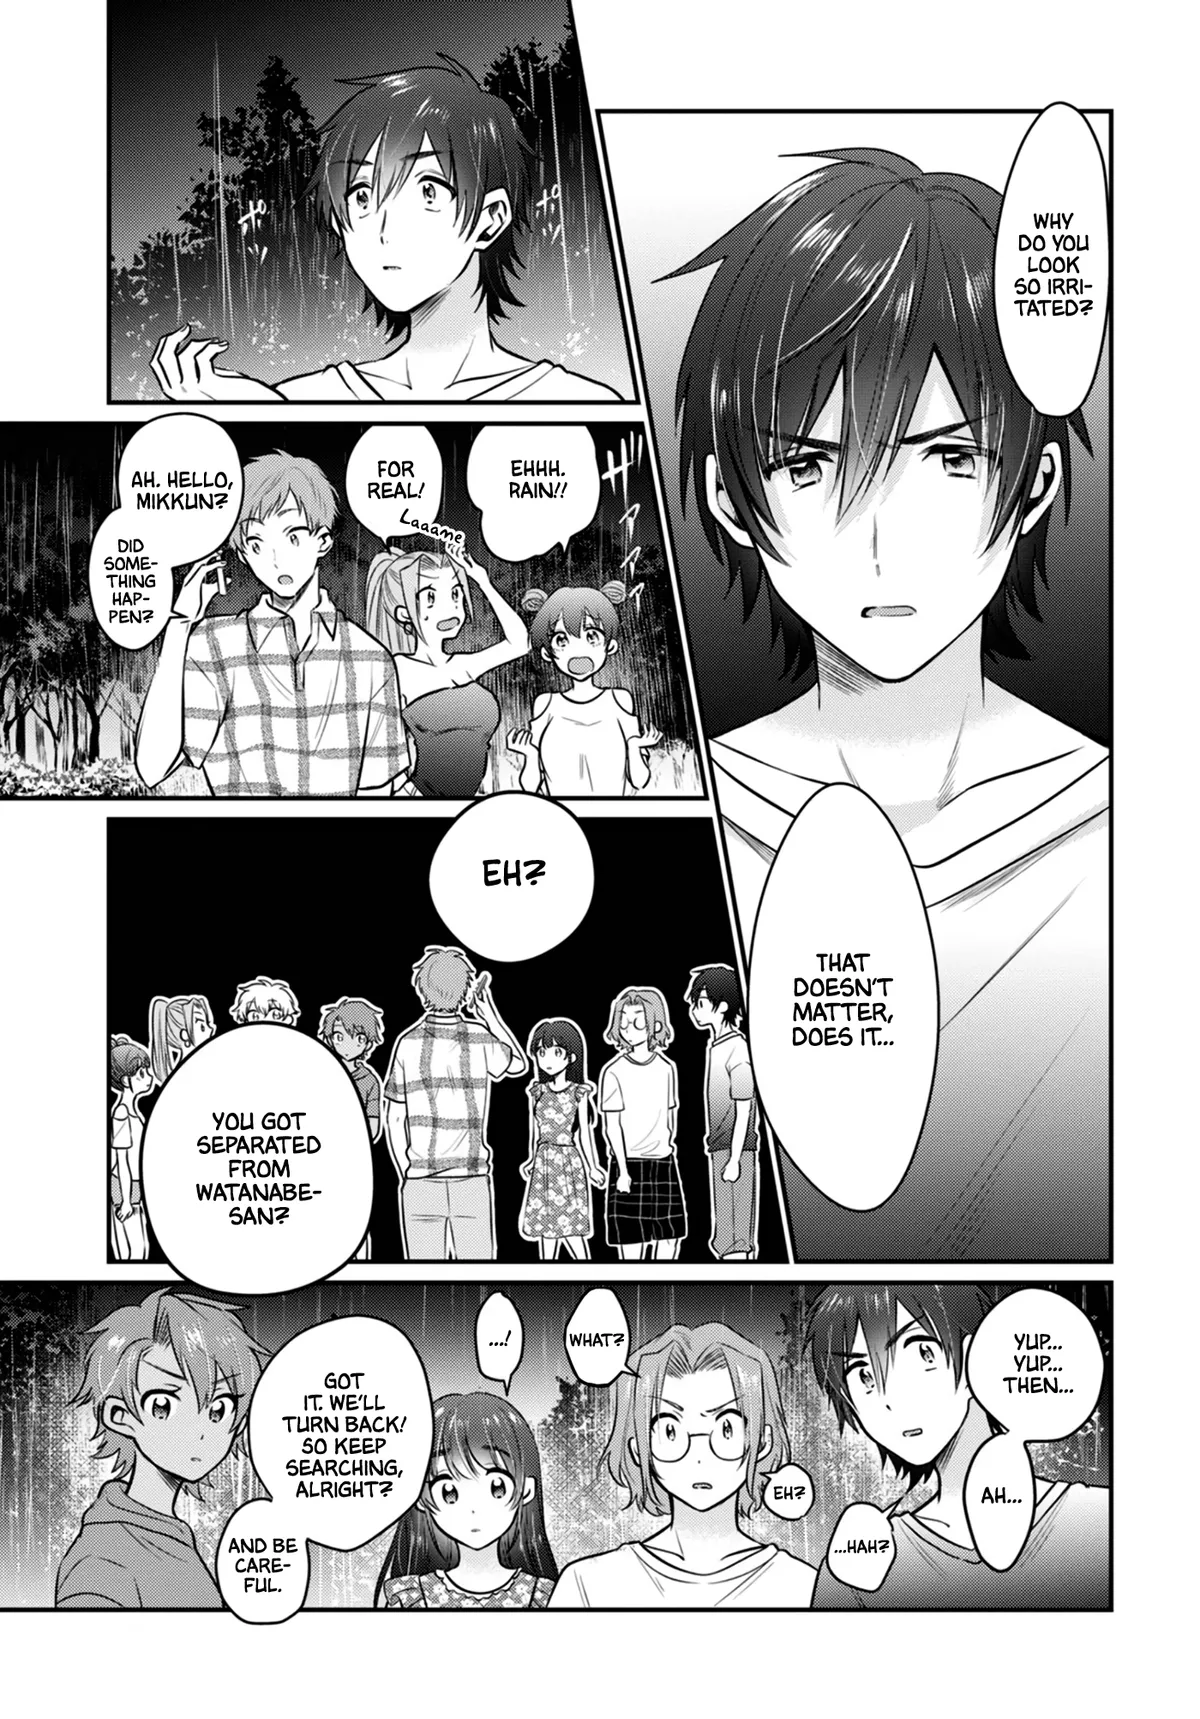 WHY
DO YOU
LOOK
SO IRRI-
TATED?
THAT
DOESN'T
MATTER,
DOES IT...
ポ
ポ
EHHH.
RAIN!!
FOR
REAL!
Laaame
AH. HELLO,
MIKKUN?
DID
SOME-
THING
HAP-
PEN?
EH?
YOU GOT
SEPARATED
FROM
WATANABE-
SAN?
YUP...
YUP...
THEN...
AH...
...HAH?
WHAT?
EH?
...!
GOT
IT. WE'LL
TURN BACK!
SO KEEP
SEARCHING,
ALRIGHT?
AND BE
CARE-
FUL.